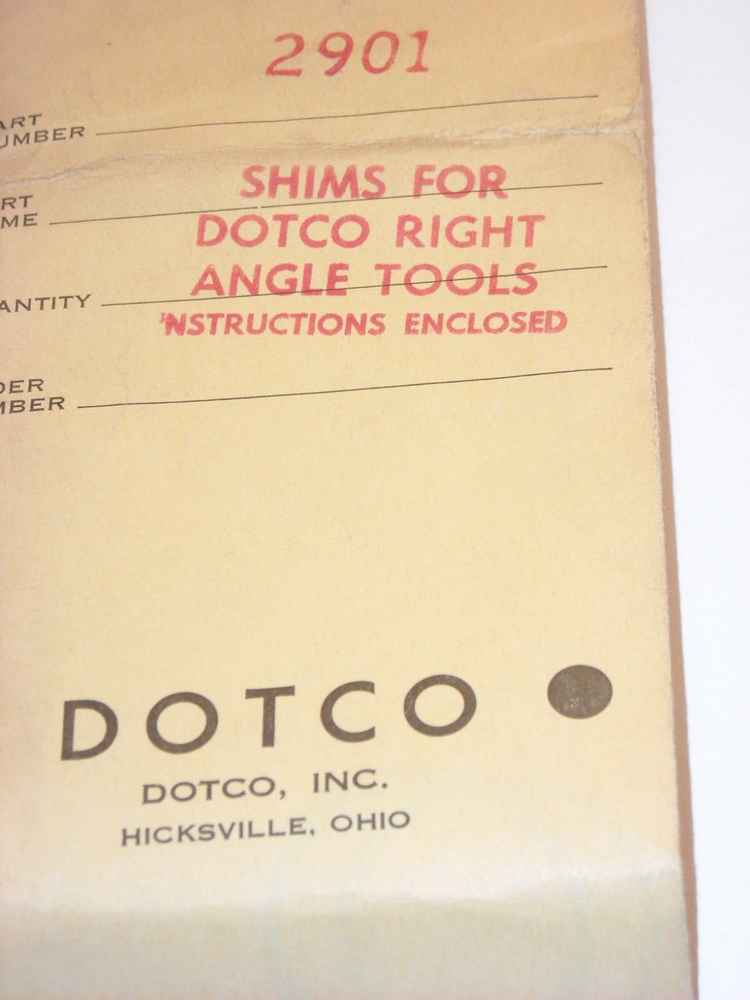 2901
ART
UMBER
SHIMS FOR
RT
ME
DOTCO RIGHT
ANGLE TOOLS
ANTITY
'NSTRUCTIONS ENCLOSED
DER
MBER
DOTCO
DOTCO, INC.
HICKSVILLE, OHIO